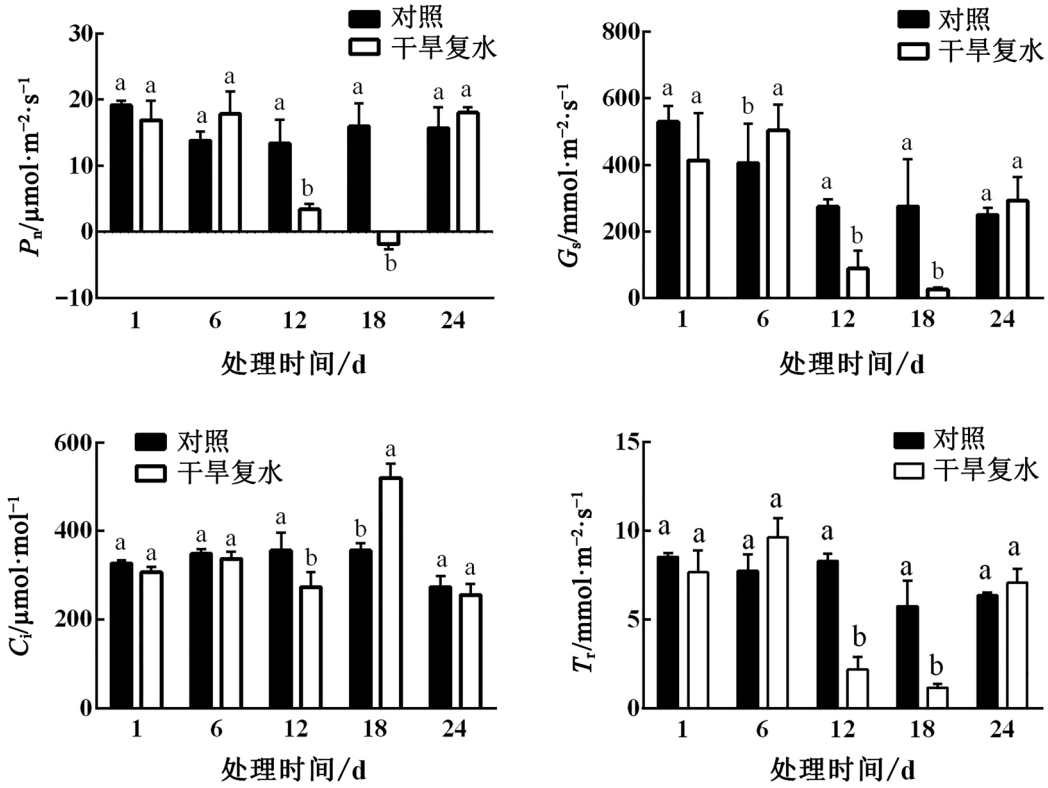 对照
干旱复水
30
20
10
0
−10
Pn/μmol·m−2·s−1
a a a a a a a a a
b b
1 6 12 18 24
处理时间/d
对照
干旱复水
800
600
400
200
0
Gs/mmol·m−2·s−1
a a b a a b a b a a
1 6 12 18 24
处理时间/d
对照
干旱复水
600
400
200
0
Ci/μmol·mol−1
a a a a a b b a a a
1 6 12 18 24
处理时间/d
对照
干旱复水
15
10
5
0
Tr/mmol·m−2·s−1
a a a a a b a b a a
1 6 12 18 24
处理时间/d